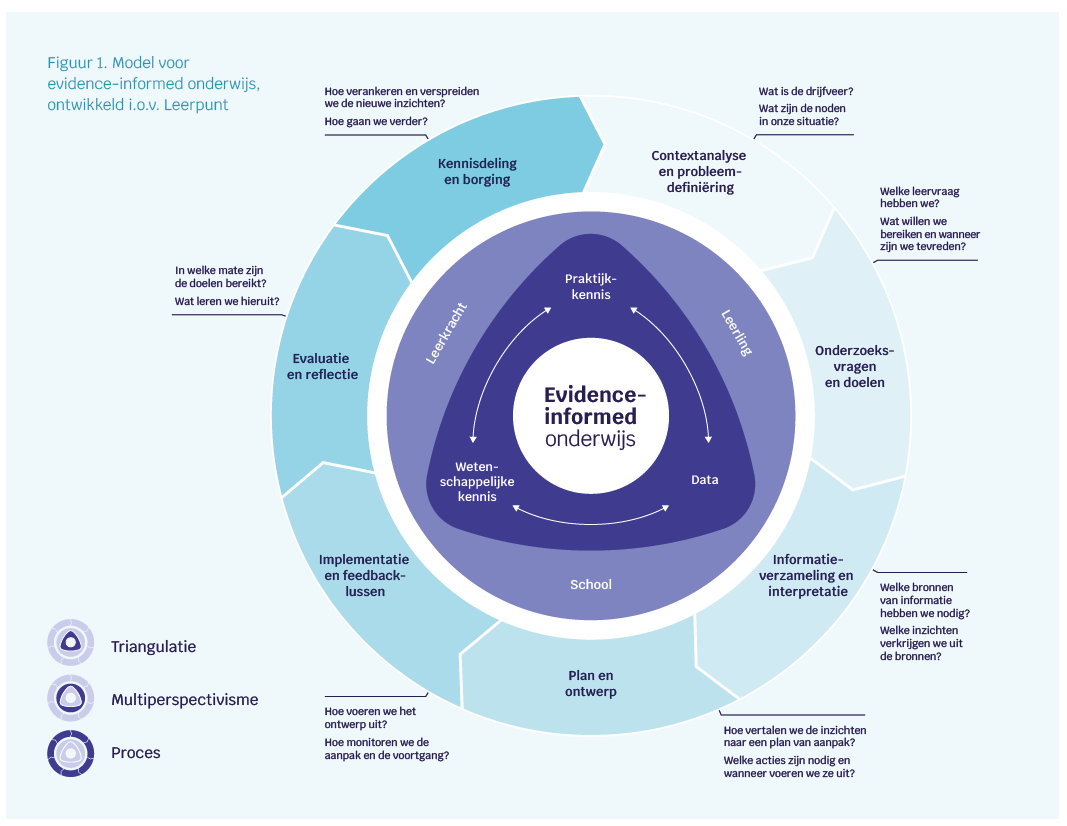 Figuur 1. Model voor
evidence-informed onderwijs,
ontwikkeld i.o.v. Leerpunt
Hoe verankeren en verspreiden
we de nieuwe inzichten?
Hoe gaan we verder?
Wat is de drijfveer?
Wat zijn de noden
in onze situatie?
Kennisdeling
en borging
Contextanalyse
en probleem-
definiëring
Welke leervraag
hebben we?
Wat willen we
bereiken en wanneer
zijn we tevreden?
In welke mate zijn
de doelen bereikt?
Wat leren we hieruit?
Evaluatie
en reflectie
Onderzoeks-
vragen
en doelen
Leerkracht
Praktijk-
kennis
Leerling
Evidence-
informed
onderwijs
Weten-
schappelijke
kennis
Data
School
Implementatie
en feedback-
lussen
Informatie-
verzameling en
interpretatie
Welke bronnen
van informatie
hebben we nodig?
Welke inzichten
verkrijgen we uit
de bronnen?
Plan en
ontwerp
Hoe voeren we het
ontwerp uit?
Hoe monitoren we de
aanpak en de voortgang?
Hoe vertalen we de inzichten
naar een plan van aanpak?
Welke acties zijn nodig en
wanneer voeren we ze uit?
Triangulatie
Multiperspectivisme
Proces